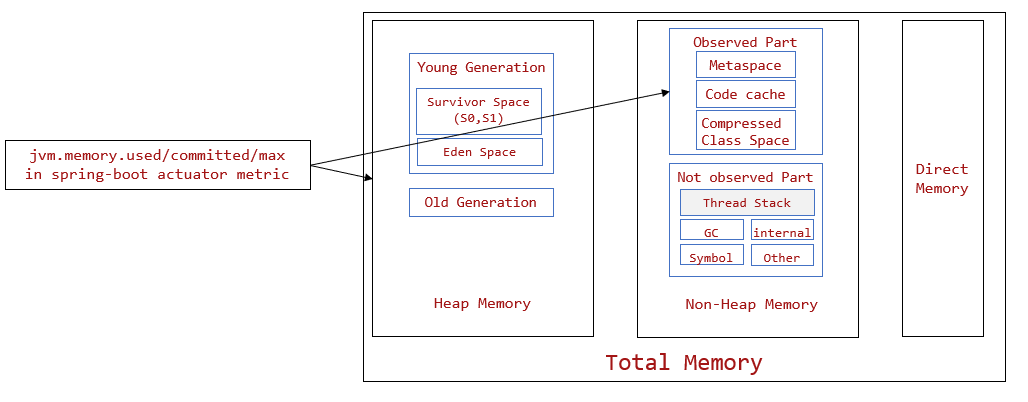 jvm.memory.used/committed/max
in spring-boot actuator metric
Young Generation
Survivor Space
(S0,S1)
Eden Space
Old Generation
Heap Memory
Observed Part
Metaspace
Code cache
Compressed
Class Space
Not observed Part
Thread Stack
GC
internal
Symbol
Other
Non-Heap Memory
Direct
Memory
Total Memory